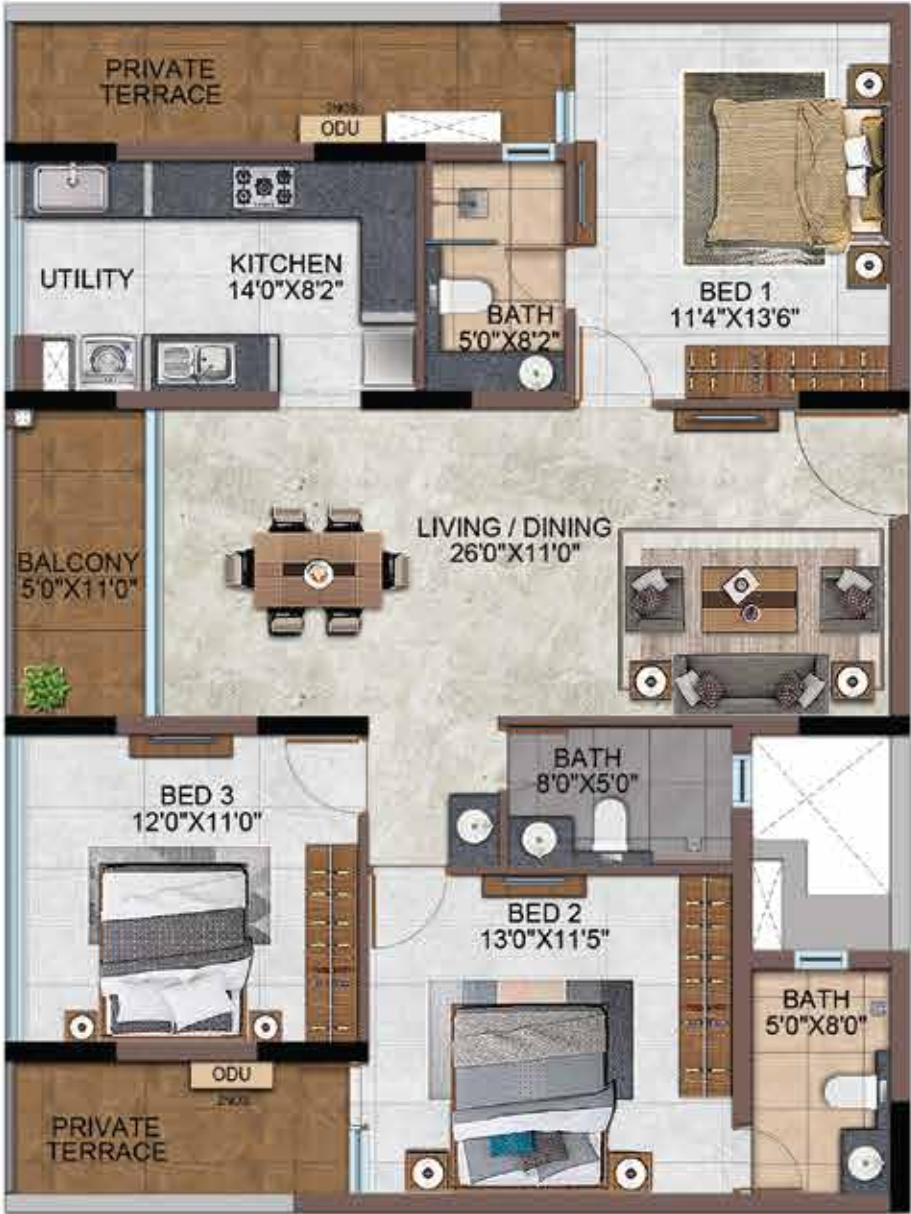 PRIVATE
TERRACE
2NOS
ODU
UTILITY
KITCHEN
14'0"X8'2"
BATH
5'0"X8'2"
BED 1
11'4"X13'6"
LIVING / DINING
26'0"X11'0"
BALCONY
5'0"X11'0"
BATH
8'0"X5'0"
BED 3
12'0"X11'0"
BED 2
13'0"X11'5"
BATH
5'0"X8'0"
ODU
2NOS
PRIVATE
TERRACE